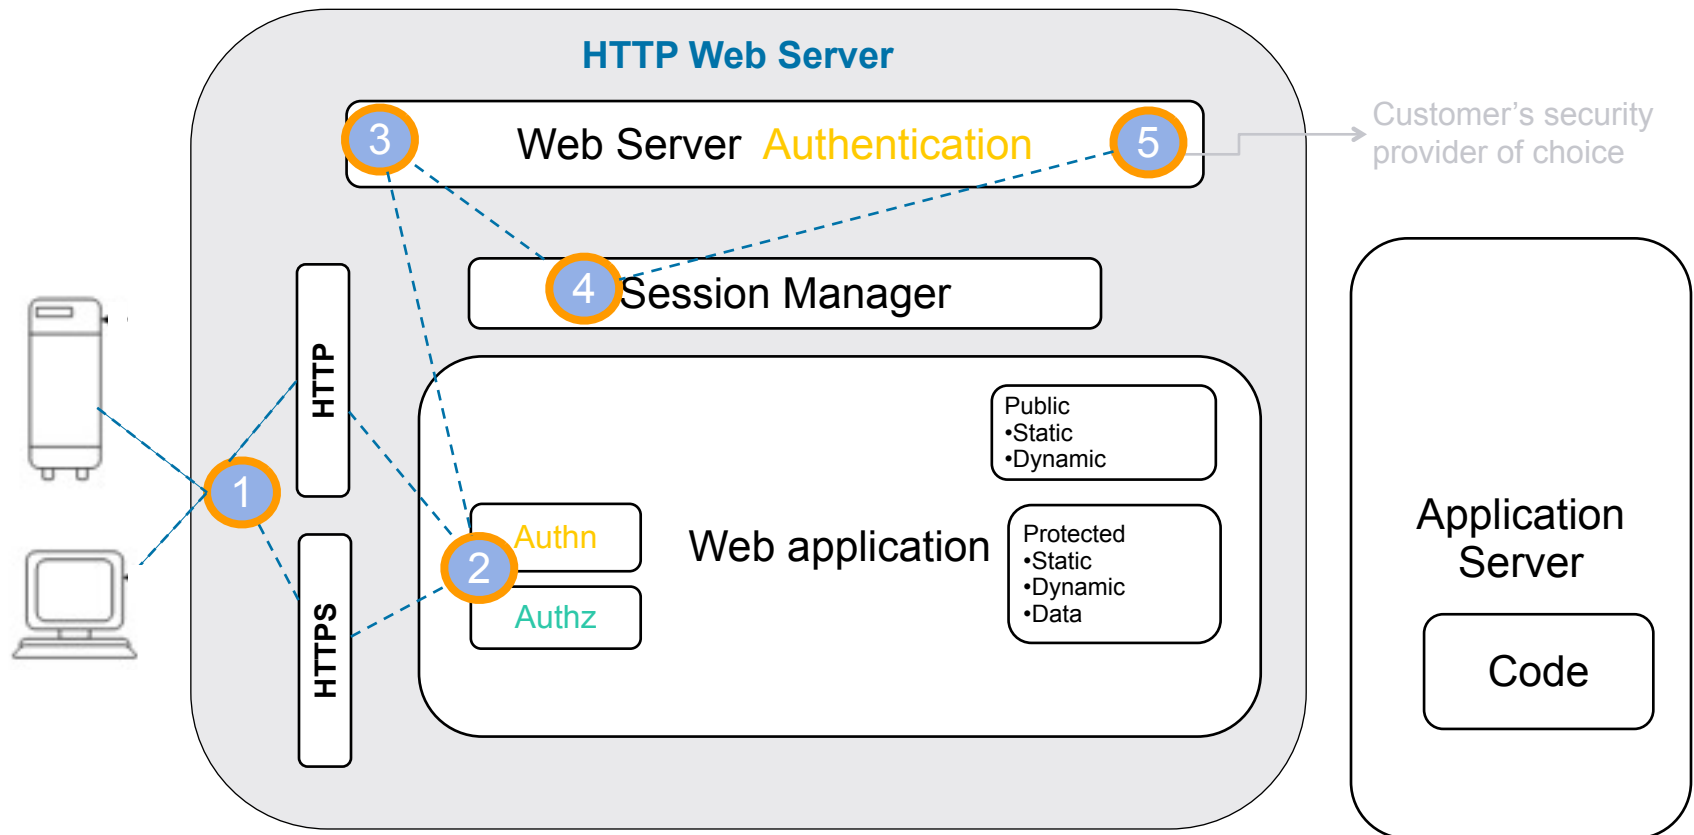 HTTP Web Server
3
Web Server Authentication
5
Customer’s security
provider of choice
4
Session Manager
HTTP
1
HTTPS
Public
•Static
•Dynamic
Authn
2
Authz
Web application
Protected
•Static
•Dynamic
•Data
Application
Server
Code